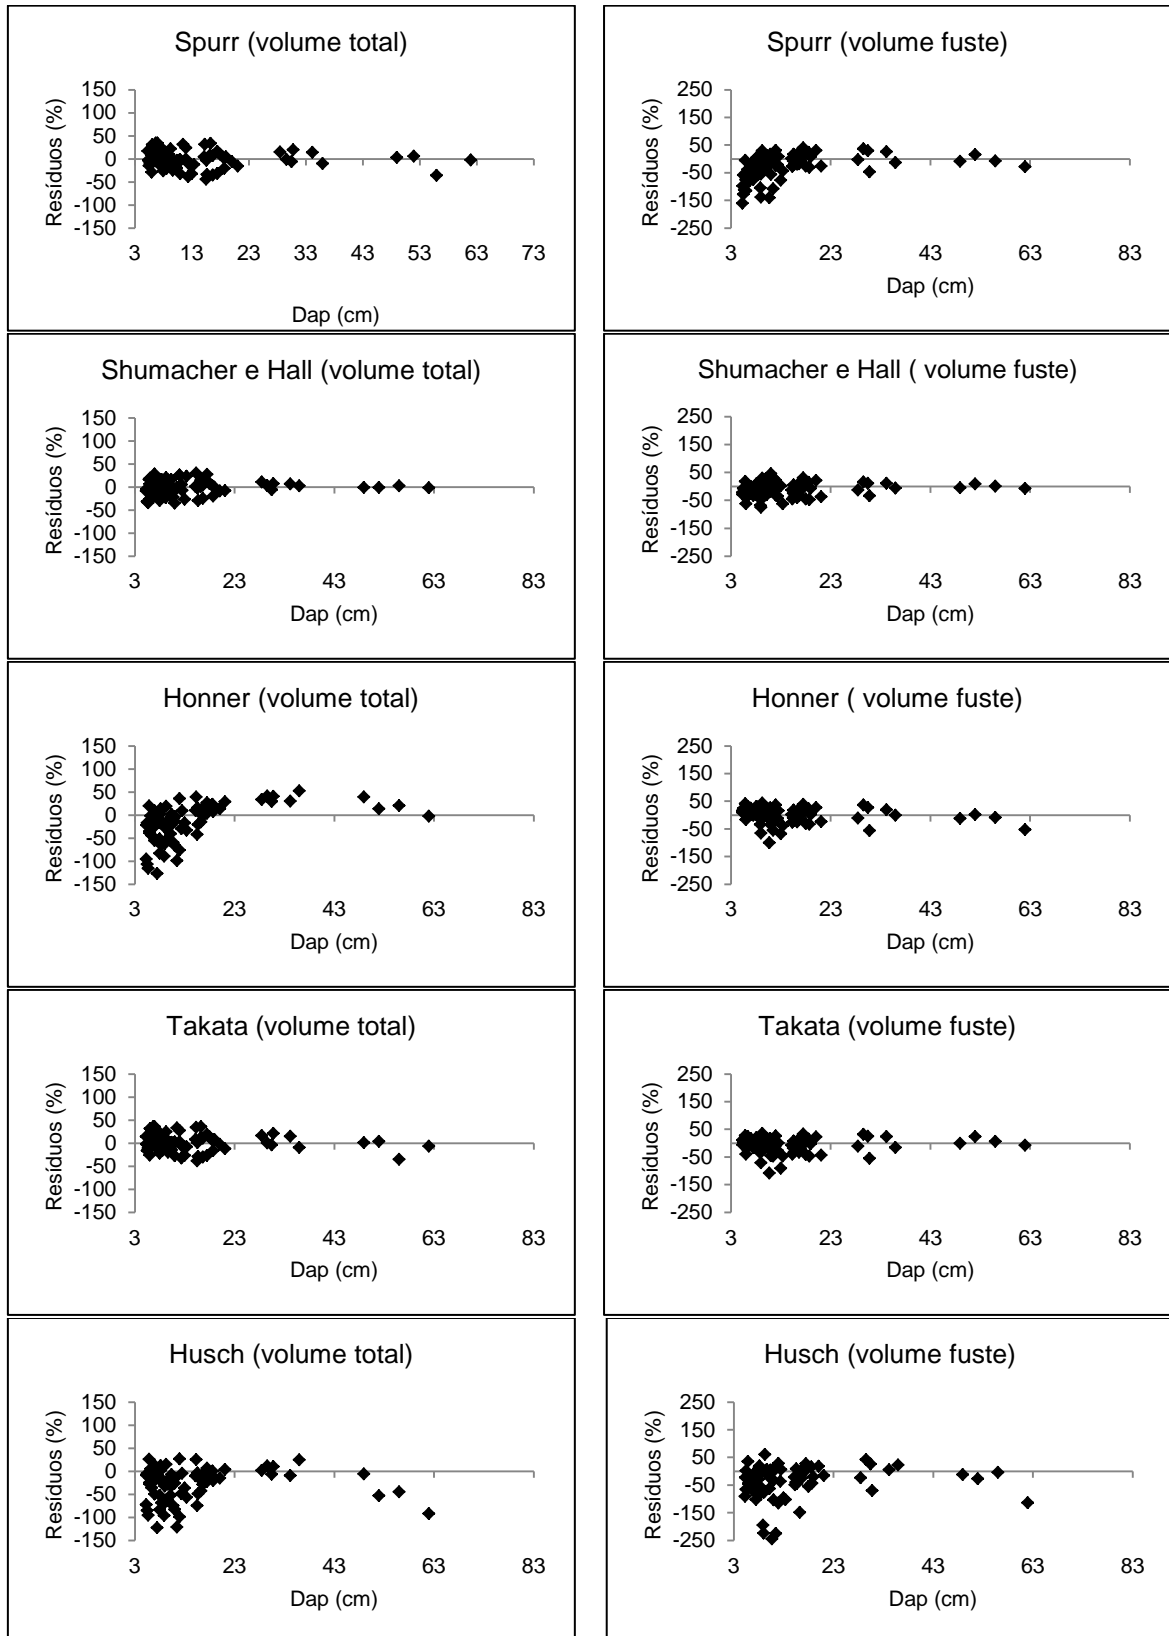 Spurr (volume total)
Resíduos (%)
150
100
50
0
-50
-100
-150
3 13 23 33 43 53 63 73
Dap (cm)
Spurr (volume fuste)
Resíduos (%)
250
150
50
-50
-150
-250
3 23 43 63 83
Shumacher e Hall (volume total)
Resíduos (%)
150
100
50
0
-50
-100
-150
3 23 43 63 83
Dap (cm)
Shumacher e Hall ( volume fuste)
Resíduos (%)
250
150
50
-50
-150
-250
3 23 43 63 83
Dap (cm)
Honner (volume total)
Resíduos (%)
150
100
50
0
-50
-100
-150
3 23 43 63 83
Dap (cm)
Honner ( volume fuste)
Resíduos (%)
250
150
50
-50
-150
-250
3 23 43 63 83
Dap (cm)
Takata (volume total)
Resíduos (%)
150
100
50
0
-50
-100
-150
3 23 43 63 83
Dap (cm)
Takata (volume fuste)
Resíduos (%)
250
150
50
-50
-150
-250
3 23 43 63 83
Dap (cm)
Husch (volume total)
Resíduos (%)
150
100
50
0
-50
-100
-150
3 23 43 63 83
Dap (cm)
Husch (volume fuste)
Resíduos (%)
250
150
50
-50
-150
-250
3 23 43 63 83
Dap (cm)